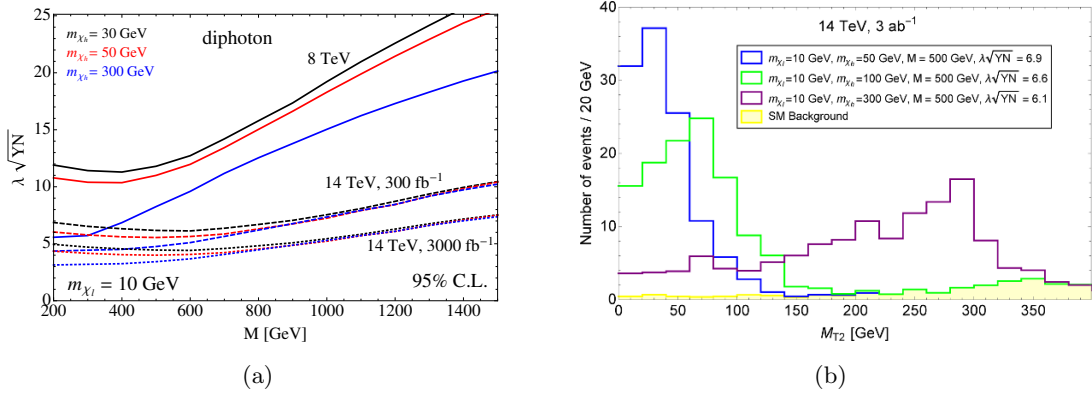 m_{χ_h} = 30 GeV
m_{χ_h} = 50 GeV
m_{χ_h} = 300 GeV
diphoton
8 TeV
14 TeV, 300 fb⁻¹
14 TeV, 3000 fb⁻¹
m_{χ_l} = 10 GeV
95% C.L.
λ √YN
0
5
10
15
20
25
200
400
600
800
1000
1200
1400
M [GeV]
(a)
14 TeV, 3 ab⁻¹
m_{χ_l}=10 GeV, m_{χ_h}=50 GeV, M = 500 GeV, λ√YN = 6.9
m_{χ_l}=10 GeV, m_{χ_h}=100 GeV, M = 500 GeV, λ√YN = 6.6
m_{χ_l}=10 GeV, m_{χ_h}=300 GeV, M = 500 GeV, λ√YN = 6.1
SM Background
Number of events / 20 GeV
0
10
20
30
40
0
50
100
150
200
250
300
350
M_{T2} [GeV]
(b)